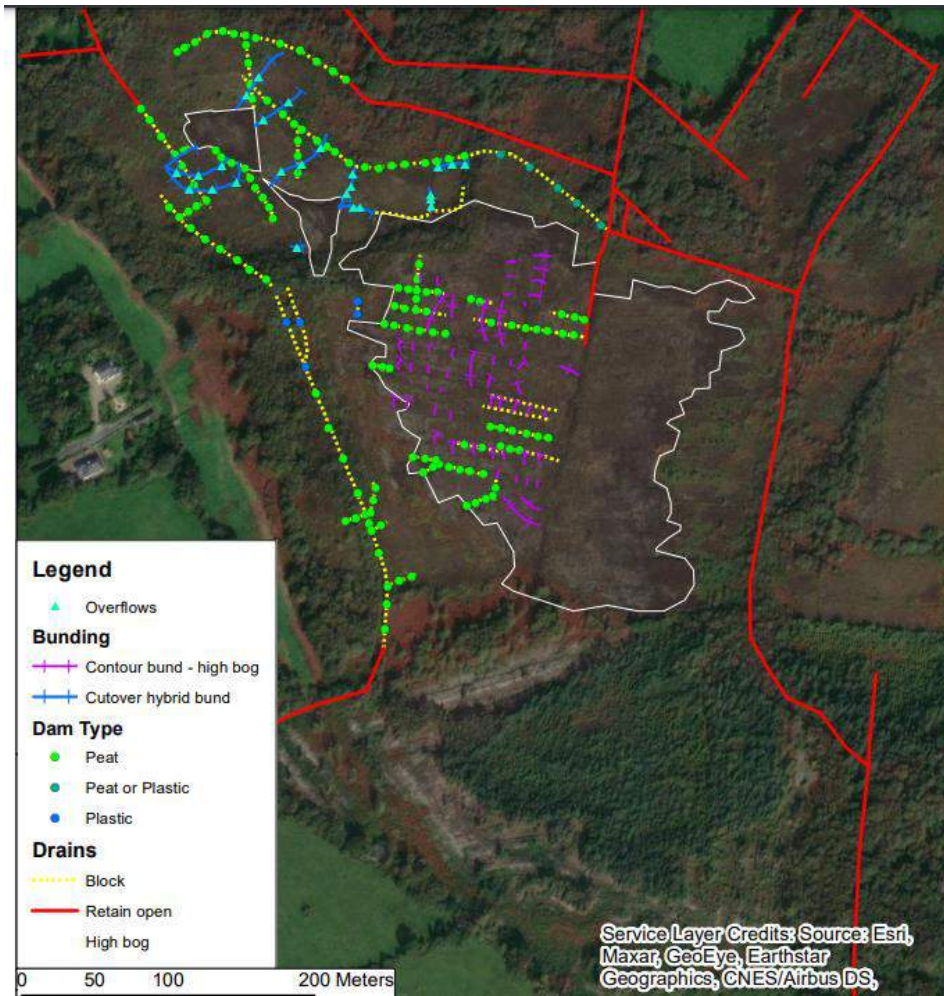 Legend
Overflows
Bunding
Contour bund - high bog
Cutover hybrid bund
Dam Type
Peat
Peat or Plastic
Plastic
Drains
Block
Retain open
High bog
0 50 100 200 Meters
Service Layer Credits: Source: Esri,
Maxar, GeoEye, Earthstar
Geographics, CNES/Airbus DS,